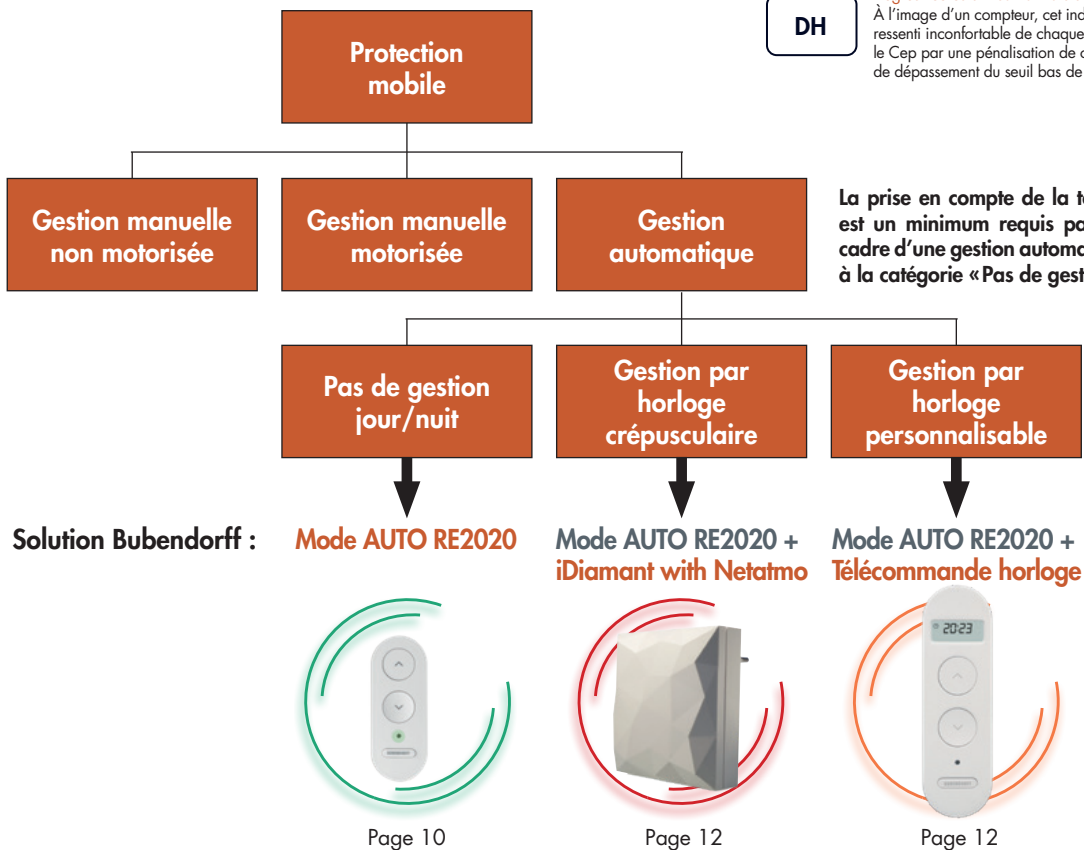 DH
À l’image d’un compteur, cet ind
ressenti inconfortable de chaque
le Cep par une pénalisation de
de dépassement du seuil bas de
Protection
mobile
Gestion manuelle
non motorisée
Gestion manuelle
motorisée
Gestion
automatique
La prise en compte de la
est un minimum requis
cadre d’une gestion
à la catégorie «Pas de
Pas de gestion
jour/nuit
Gestion par
horloge
crépusculaire
Gestion par
horloge
personnalisable
Solution Bubendorff :
Mode AUTO RE2020
Mode AUTO RE2020 +
iDiamant with Netatmo
Mode AUTO RE2020 +
Télécommande horloge
20:23
Page 10
Page 12
Page 12